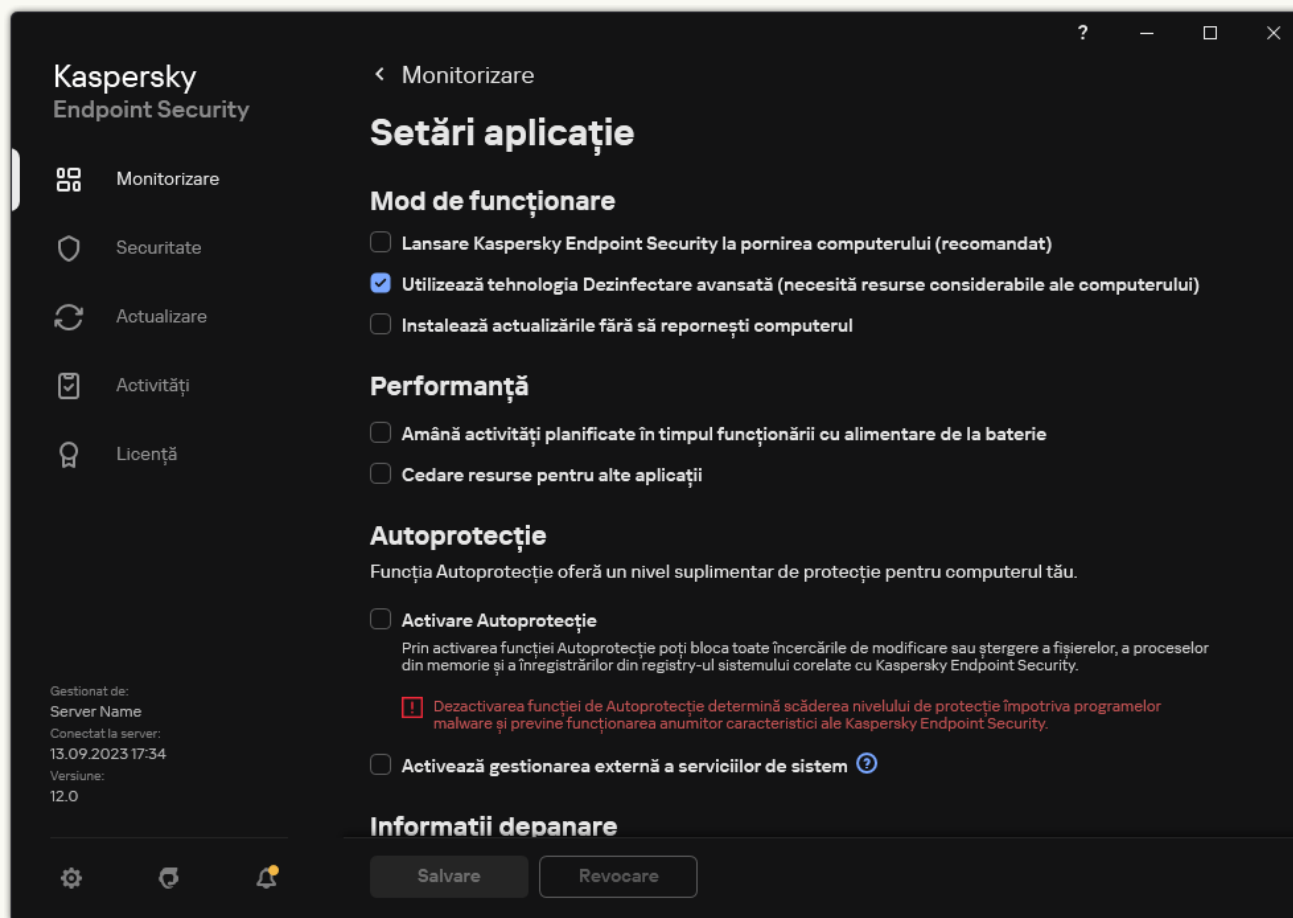 ?
Kaspersky
Endpoint Security
Monitorizare
Securitate
Actualizare
Activități
Licență
Gestionat de:
Server Name
Conectat la server:
13.09.2023 17:34
Versiune:
12.0
Monitorizare
Setări aplicație
Mod de funcționare
Lansare Kaspersky Endpoint Security la pornirea computerului (recomandat)
Utilizează tehnologia Dezinfectare avansată (necesită resurse considerabile ale computerului)
Instalează actualizările fără să repornești computerul
Performanță
Amână activități planificate în timpul funcționării cu alimentare de la baterie
Cedare resurse pentru alte aplicații
Autoprotecție
Funcția Autoprotecție oferă un nivel suplimentar de protecție pentru computerul tău.
Activare Autoprotecție
Prin activarea funcției Autoprotecție poți bloca toate încercările de modificare sau ștergere a fișierelor, a proceselor
din memorie și a înregistrărilor din registry-ul sistemului corelate cu Kaspersky Endpoint Security.
Dezactivarea funcției de Autoprotecție determină scăderea nivelului de protecție împotriva programelor
malware și previne funcționarea anumitor caracteristici ale Kaspersky Endpoint Security.
Activează gestionarea externă a serviciilor de sistem ?
Informații depanare
Salvare
Revocare